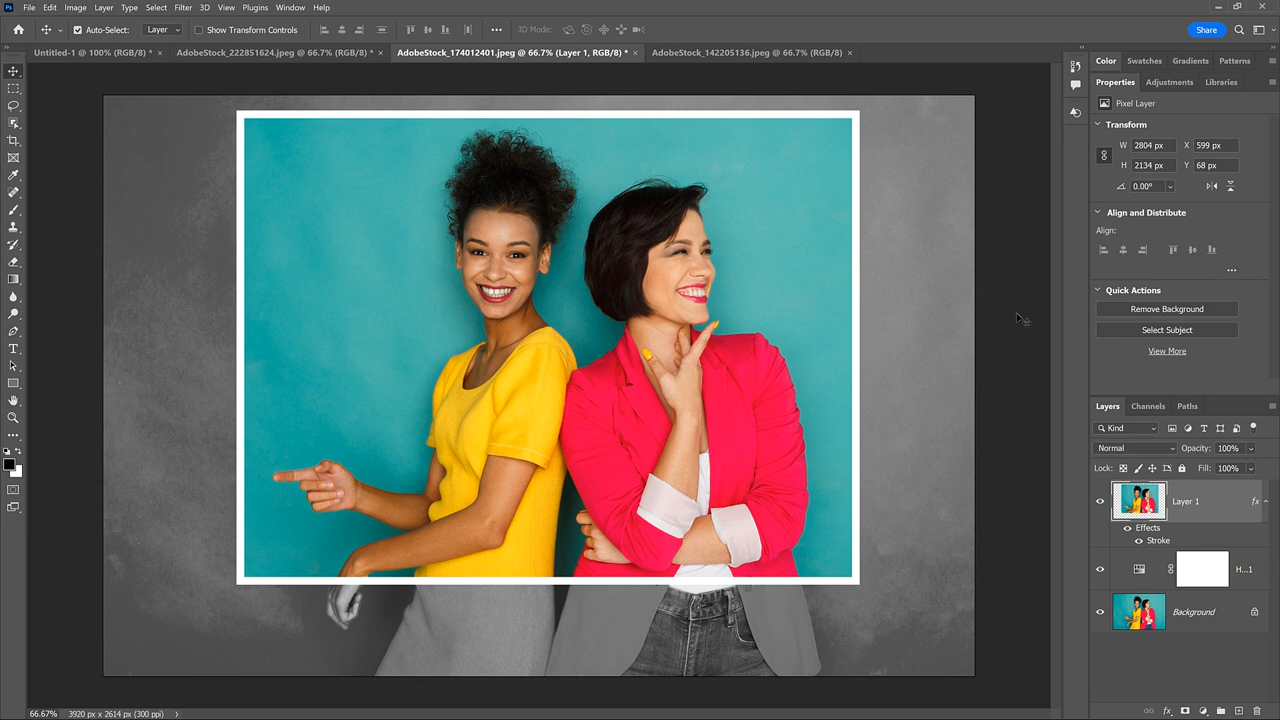 Ps File Edit Image Layer Type Select Filter 3D View Plugins Window Help
Auto-Select: Layer Show Transform Controls 3D Mode: Share
Untitled-1 @ 100% (RGB/8) * AdobeStock_222851624.jpeg @ 66.7% (RGB/8) * AdobeStock_174012401.jpeg @ 66.7% (Layer 1, RGB/8) * AdobeStock_142205136.jpeg @ 66.7% (RGB/8)
Color Swatches Gradients Patterns
Properties Adjustments Libraries
Pixel Layer
Transform
W 2804 px X 599 px
H 2134 px Y 68 px
0.00°
Align and Distribute
Align:
Quick Actions
Remove Background
Select Subject
View More
Layers Channels Paths
Kind
Normal Opacity: 100%
Lock: Fill: 100%
Layer 1 fx
Effects
Stroke
H...1
Background
66.67% 3920 px x 2614 px (300 ppi)
fx